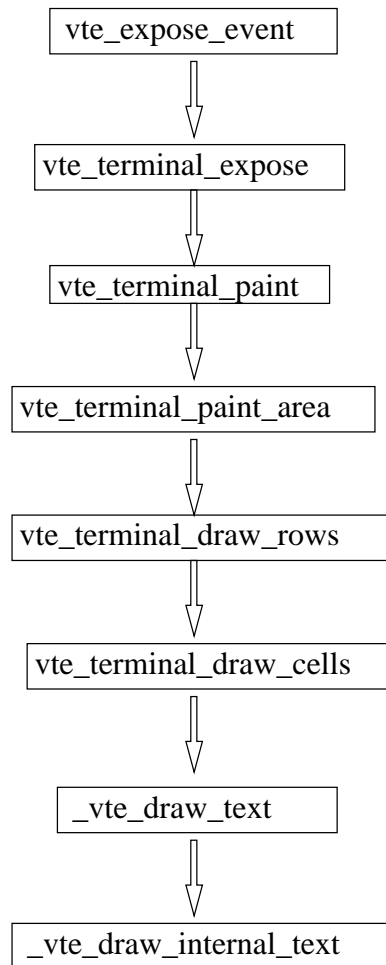 vte_expose_event
vte_terminal_expose
vte_terminal_paint
vte_terminal_paint_area
vte_terminal_draw_rows
vte_terminal_draw_cells
_vte_draw_text
_vte_draw_internal_text